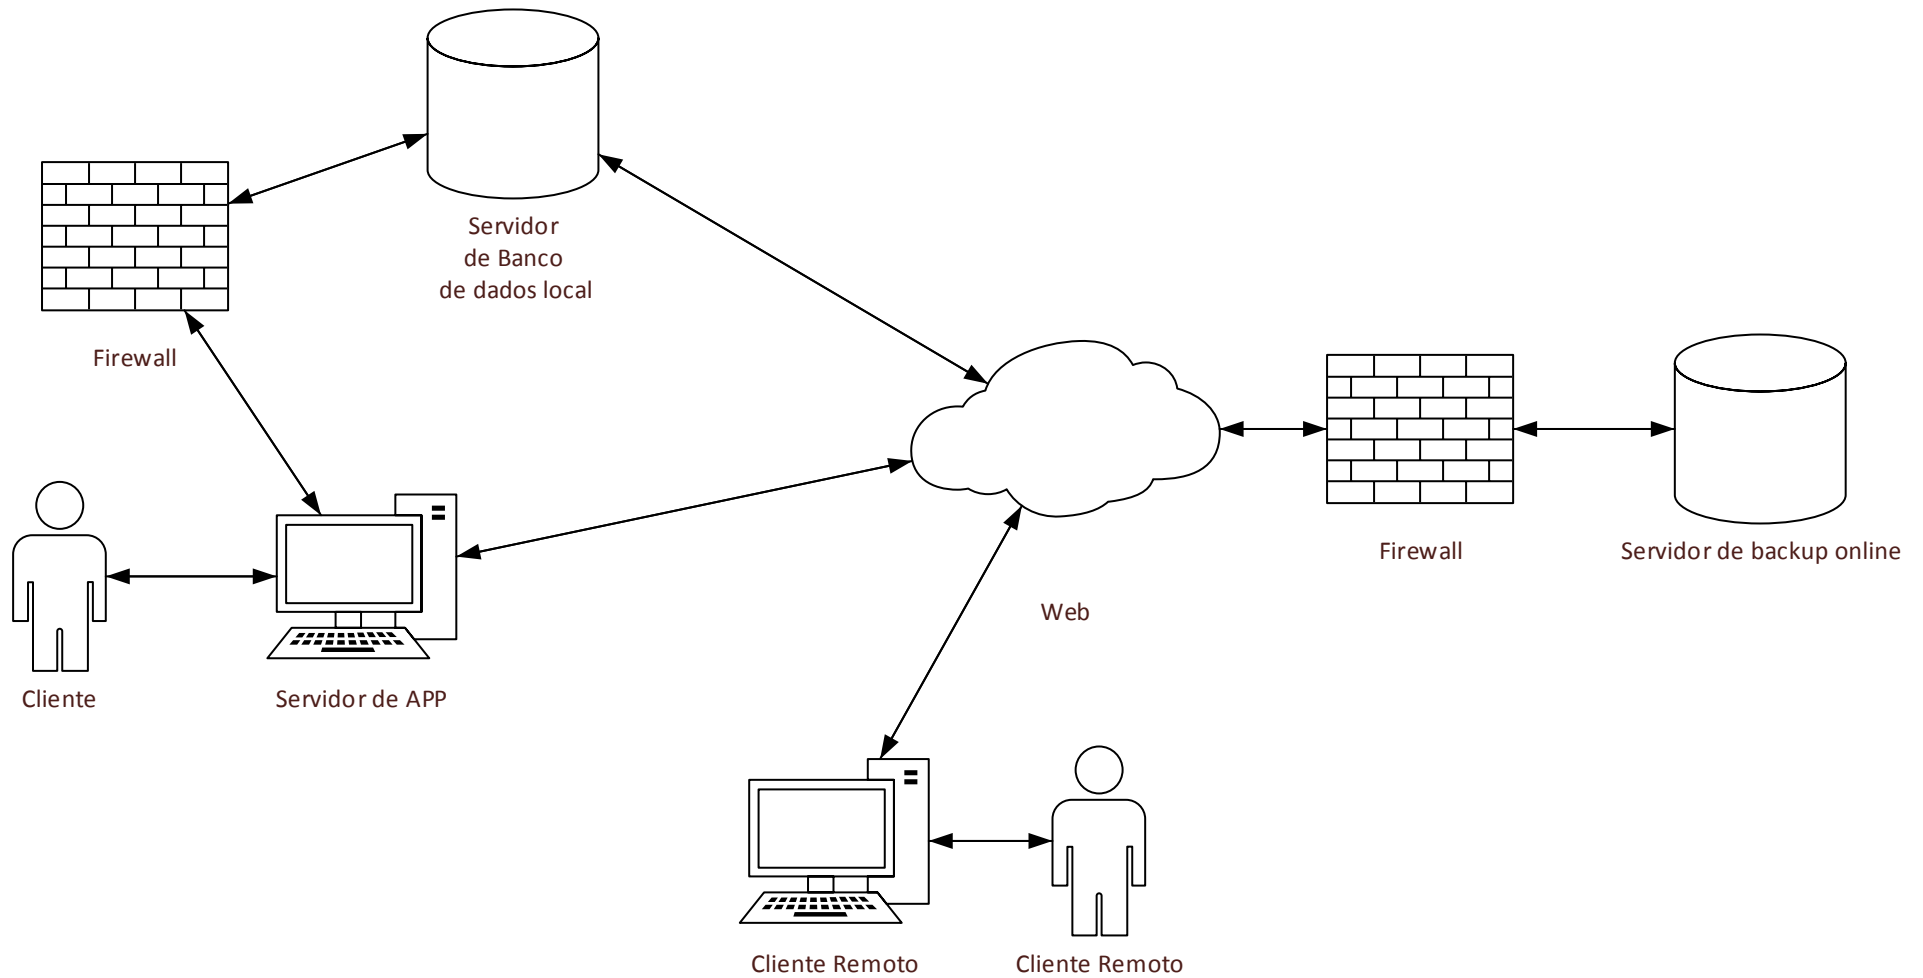 Servidor
de Banco
de dados local
Firewall
Firewall
Servidor de backup online
Web
Cliente
Servidor de APP
Cliente Remoto
Cliente Remoto